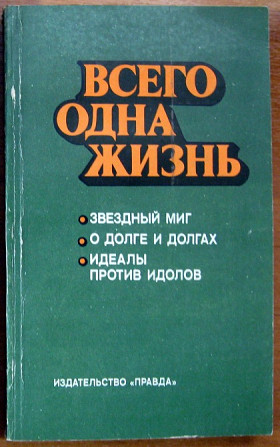 ВСЕГО
ОДНА
ЖИЗНЬ
ЗВЕЗДНЫЙ МИГ
О ДОЛГЕ И ДОЛГАХ
ИДЕАЛЫ
ПРОТИВ ИДОЛОВ
ИЗДАТЕЛЬСТВО «ПРАВДА»